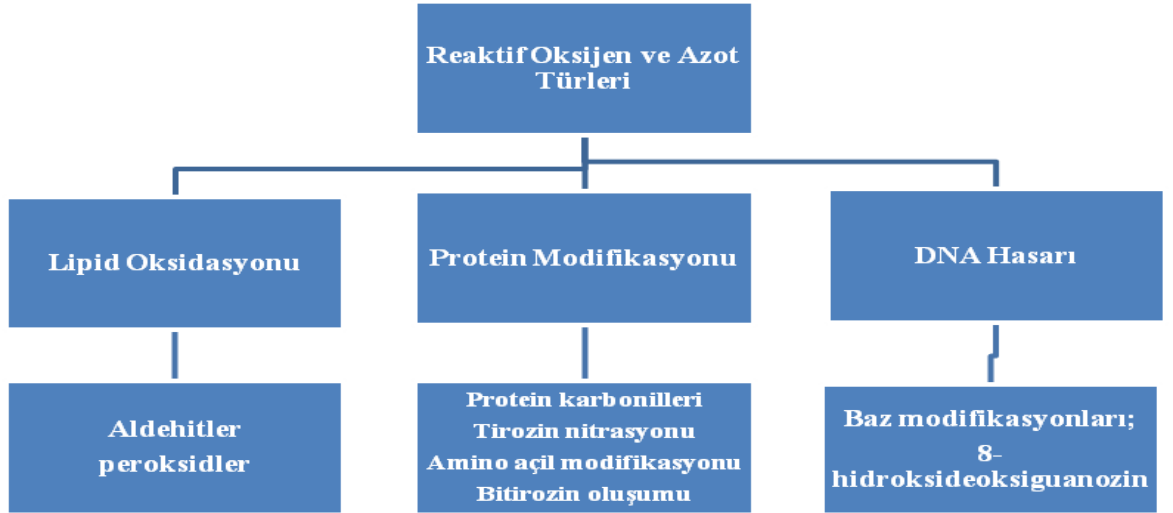 Reaktif Oksijen ve Azot
Türleri
Lipid Oksidasyonu
Protein Modifikasyonu
DNA Hasarı
Aldehitler
peroksidler
Protein karbonilleri
Tirozin nitrasyonu
Amino açil modifikasyonu
Bitirozin oluşumu
Baz modifikasyonları;
8-
hidroksideoksiguanozin